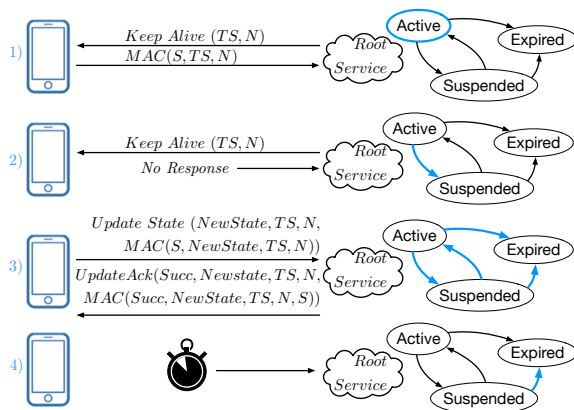 1)
Keep Alive (TS, N)
MAC(S, TS, N)
Root
Service
Active
Expired
Suspended
2)
Keep Alive (TS, N)
No Response
Root
Service
Active
Expired
Suspended
3)
Update State (NewState, TS, N,
MAC(S, NewState, TS, N))
UpdateAck(Succ, Newstate, TS, N,
MAC(Succ, NewState, TS, N, S))
Root
Service
Active
Expired
Suspended
4)
Root
Service
Active
Expired
Suspended